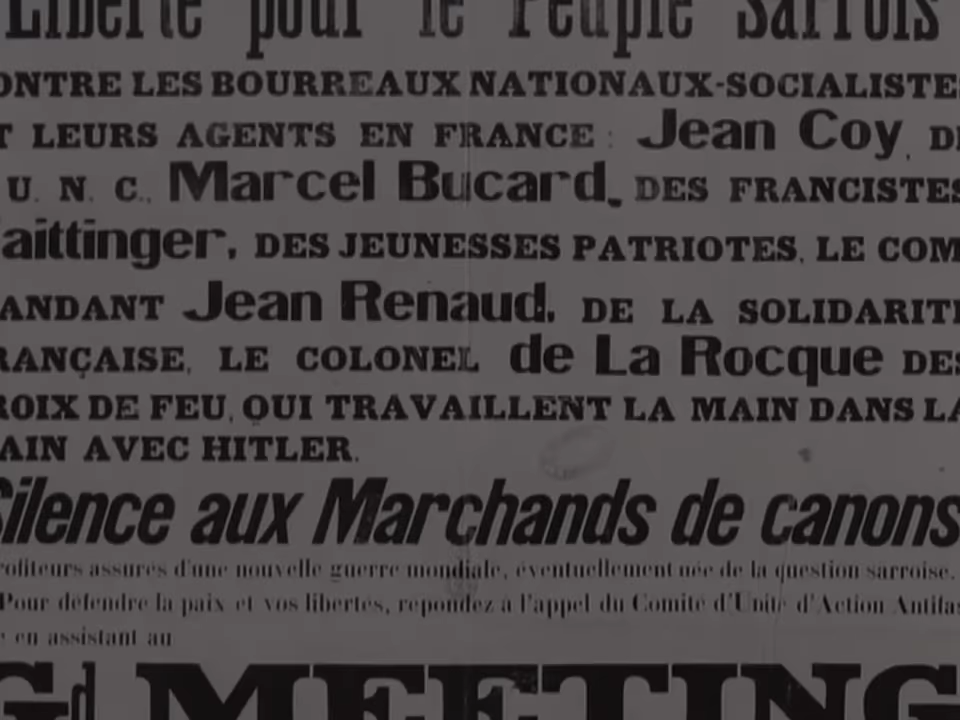 Liberté pour le Peuple Sarrois
ONTRE LES BOURREAUX NATIONAUX-SOCIALISTES
T LEURS AGENTS EN FRANCE : Jean Coy, DE
U. N. C., Marcel Bucard, DES FRANCISTES
aittinger, DES JEUNESSES PATRIOTES, LE COM
ANDANT Jean Renaud, DE LA SOLIDARITÉ
RANÇAISE, LE COLONEL de La Rocque DES
ROIX DE FEU, QUI TRAVAILLENT LA MAIN DANS LA
AIN AVEC HITLER.
Silence aux Marchands de canons
rofiteurs assurés d'une nouvelle guerre mondiale, éventuellement née de la question sarroise.
Pour défendre la paix et vos libertés, répondez à l'appel du Comité d'Unité d'Action Antifas
e en assistant au
Gd MEETING